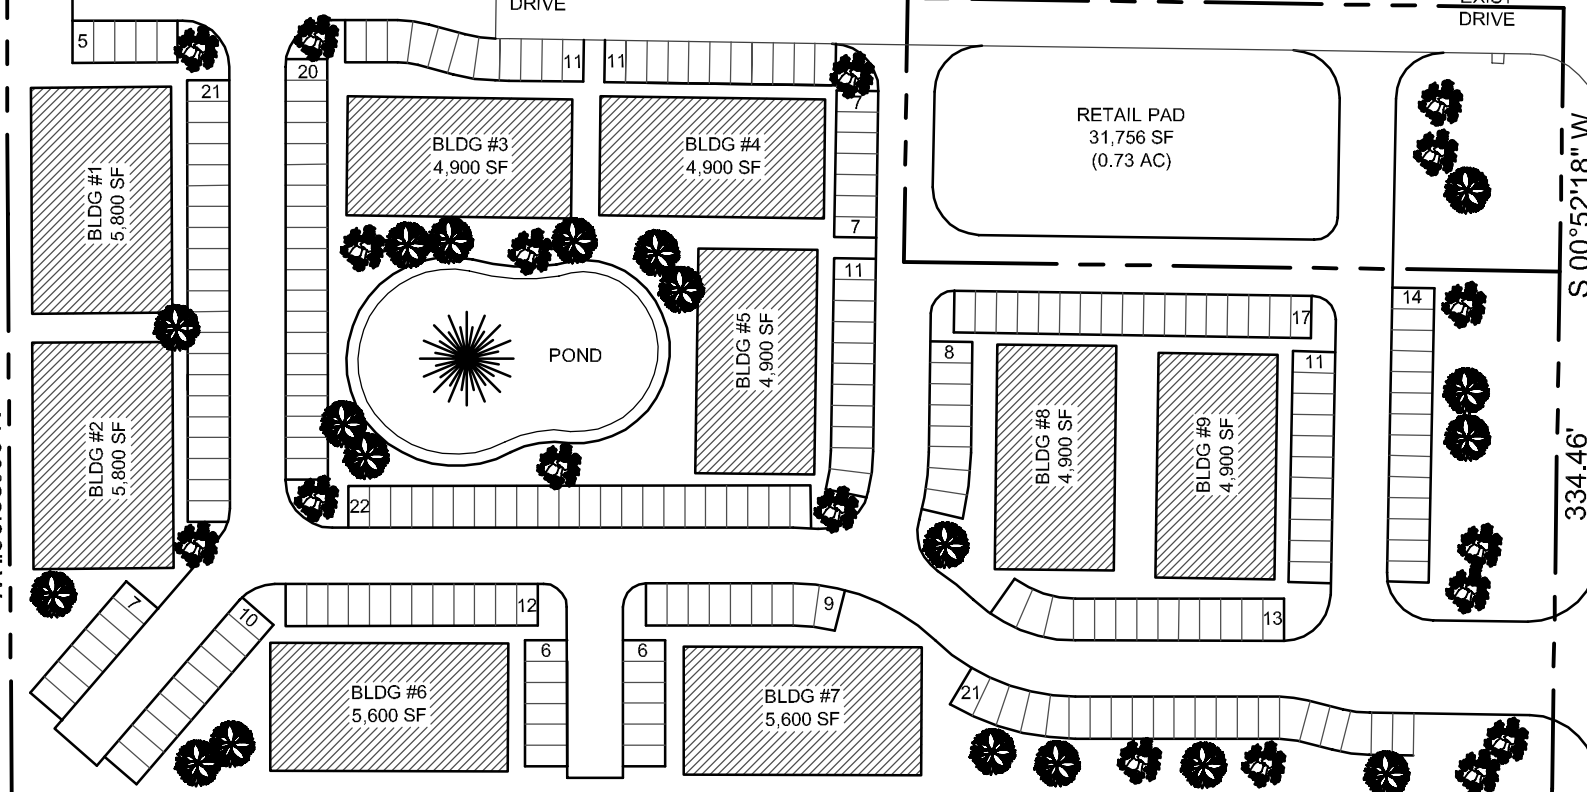 DRIVE
EXIST
DRIVE
5
21
20
11
11
7
7
BLDG #1
5,800 SF
BLDG #3
4,900 SF
BLDG #4
4,900 SF
RETAIL PAD
31,756 SF
(0.73 AC)
S 00°52'18" W
334.46'
11
BLDG #5
4,900 SF
POND
14
17
8
11
BLDG #2
5,800 SF
BLDG #8
4,900 SF
BLDG #9
4,900 SF
22
7
10
12
9
13
6
6
21
BLDG #6
5,600 SF
BLDG #7
5,600 SF